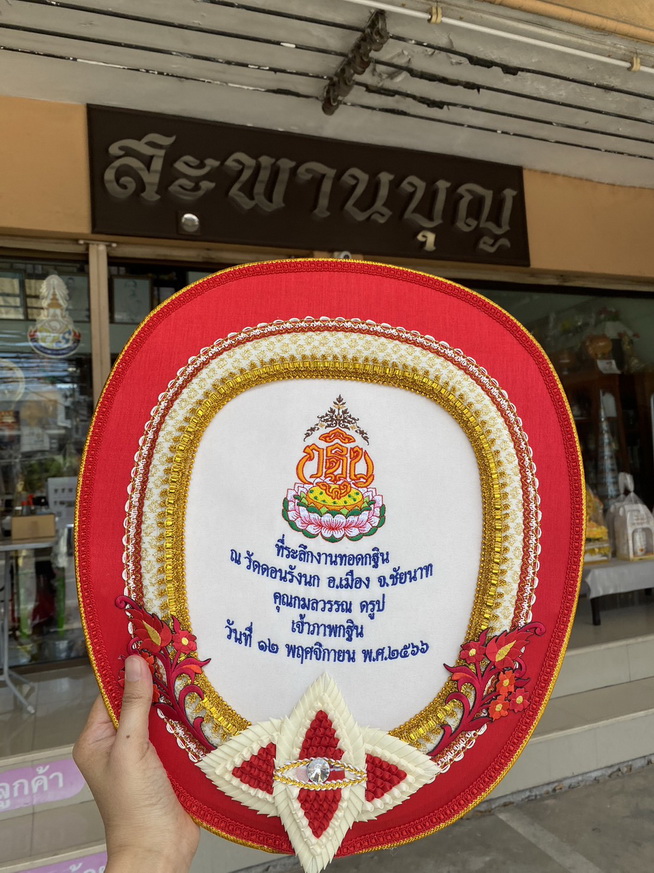 สะพานบุญ
กฐิน
ที่ระลึกงานทอดกฐิน
ณ วัดดอนรังนก อ.เมือง จ.ชัยนาท
คุณกมลวรรณ ดรูป
เจ้าภาพกฐิน
วันที่ ๑๒ พฤศจิกายน พ.ศ.๒๕๖๖
ลูกค้า